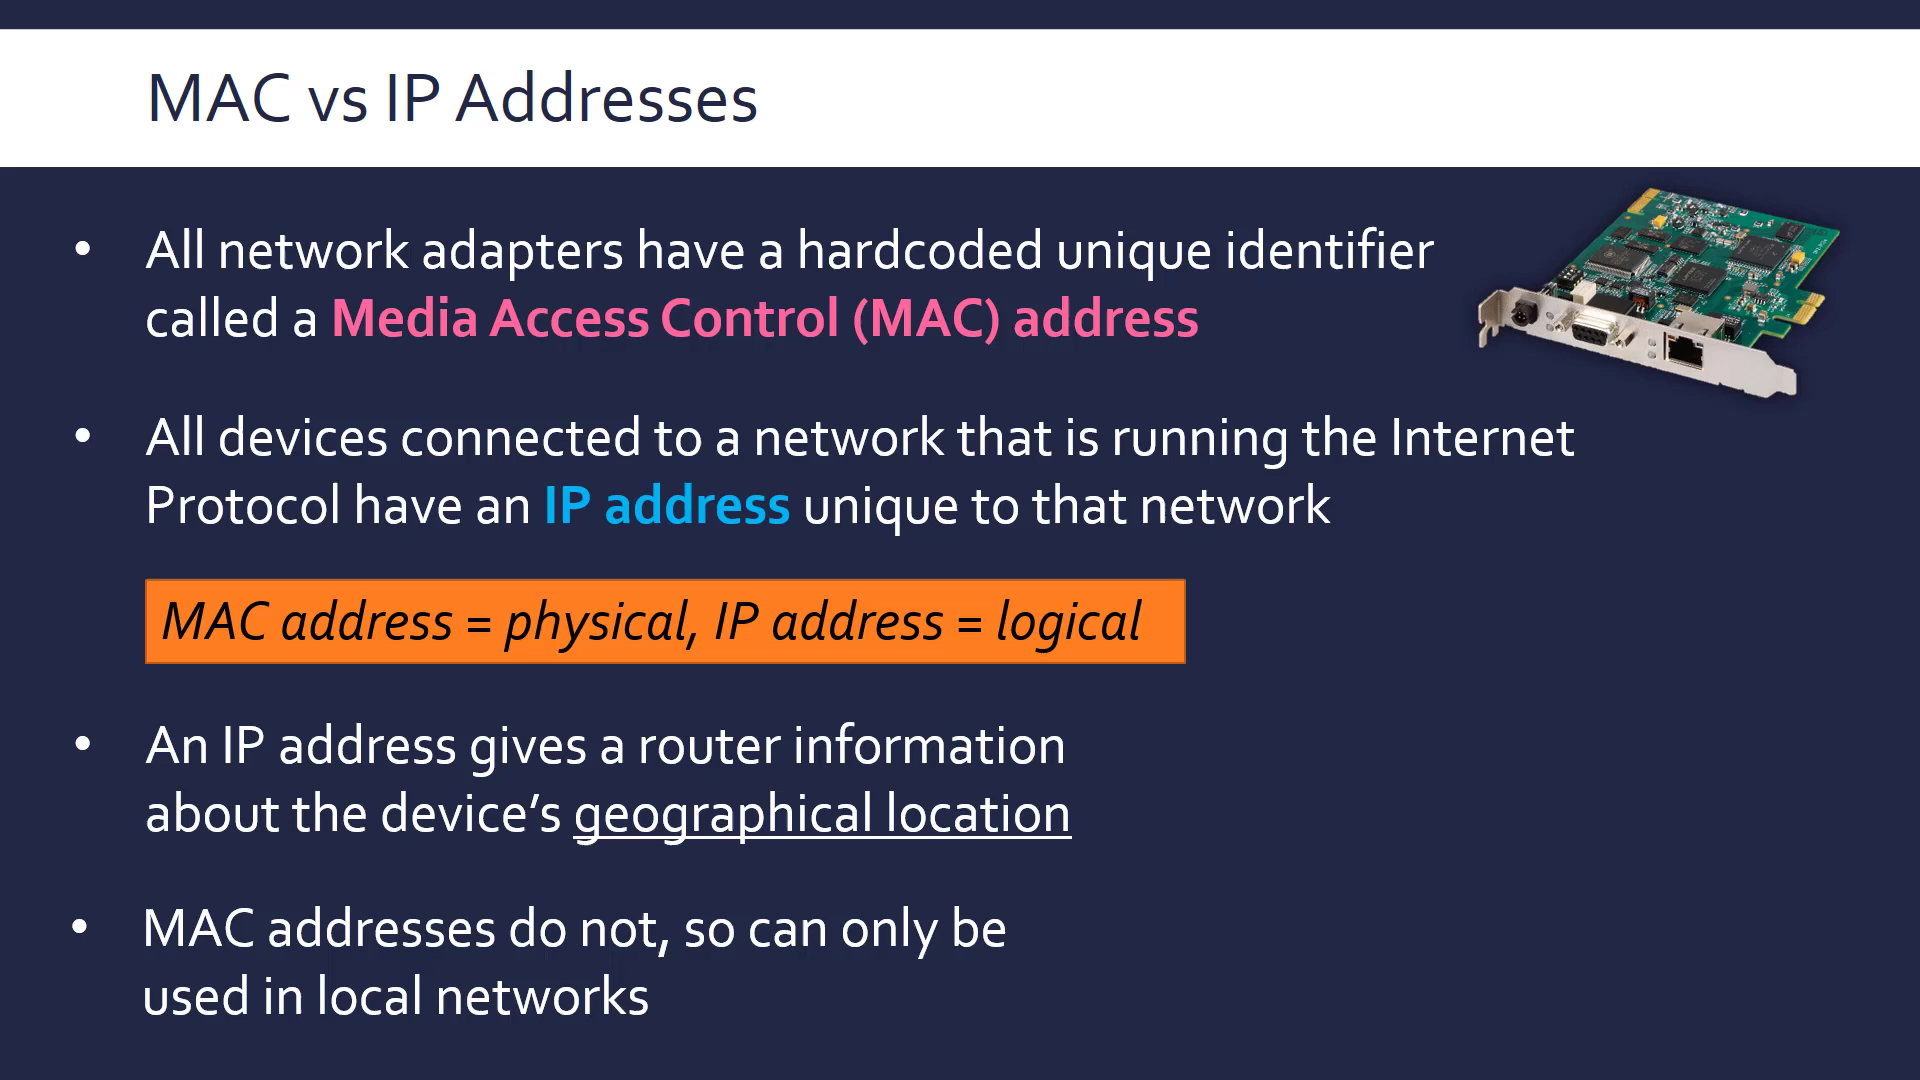 MAC vs IP Addresses
• All network adapters have a hardcoded unique identifier
called a Media Access Control (MAC) address
• All devices connected to a network that is running the Internet
Protocol have an IP address unique to that network
MAC address = physical, IP address = logical
• An IP address gives a router information
about the device’s geographical location
• MAC addresses do not, so can only be
used in local networks